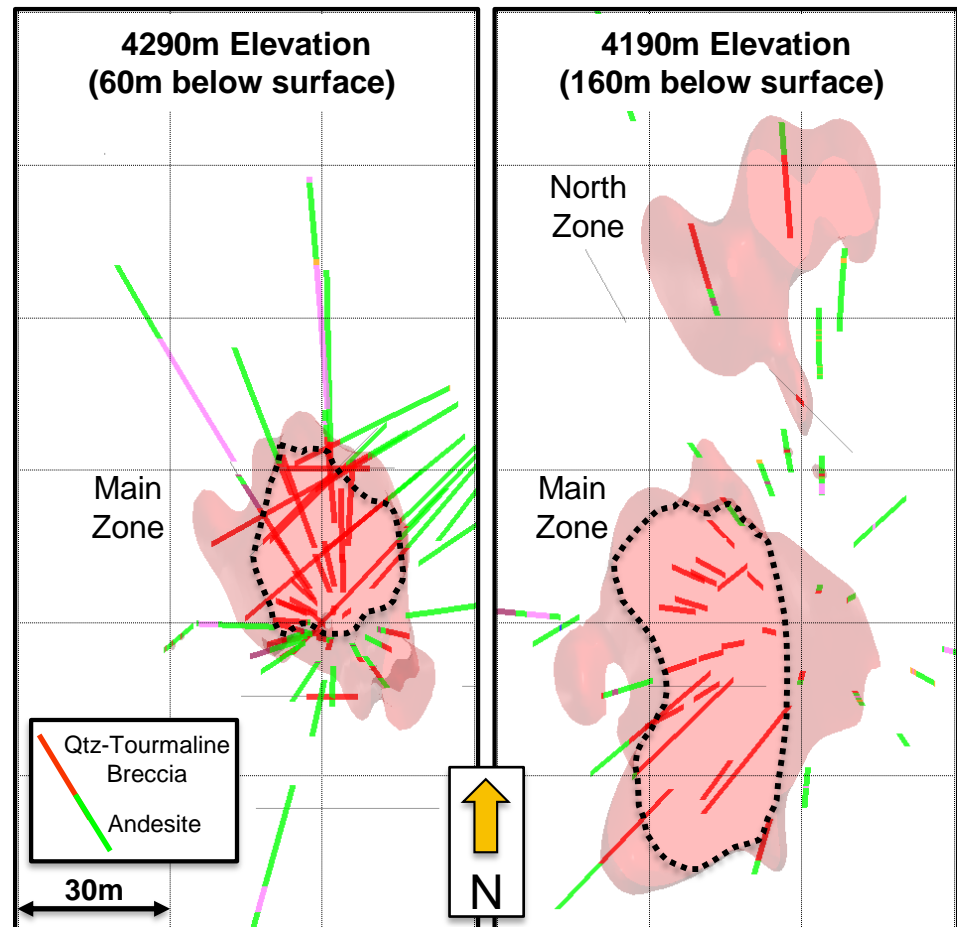 4290m Elevation
(60m below surface)
Main
Zone
Qtz-Tourmaline
Breccia
Andesite
30m
N
4190m Elevation
(160m below surface)
North
Zone
Main
Zone